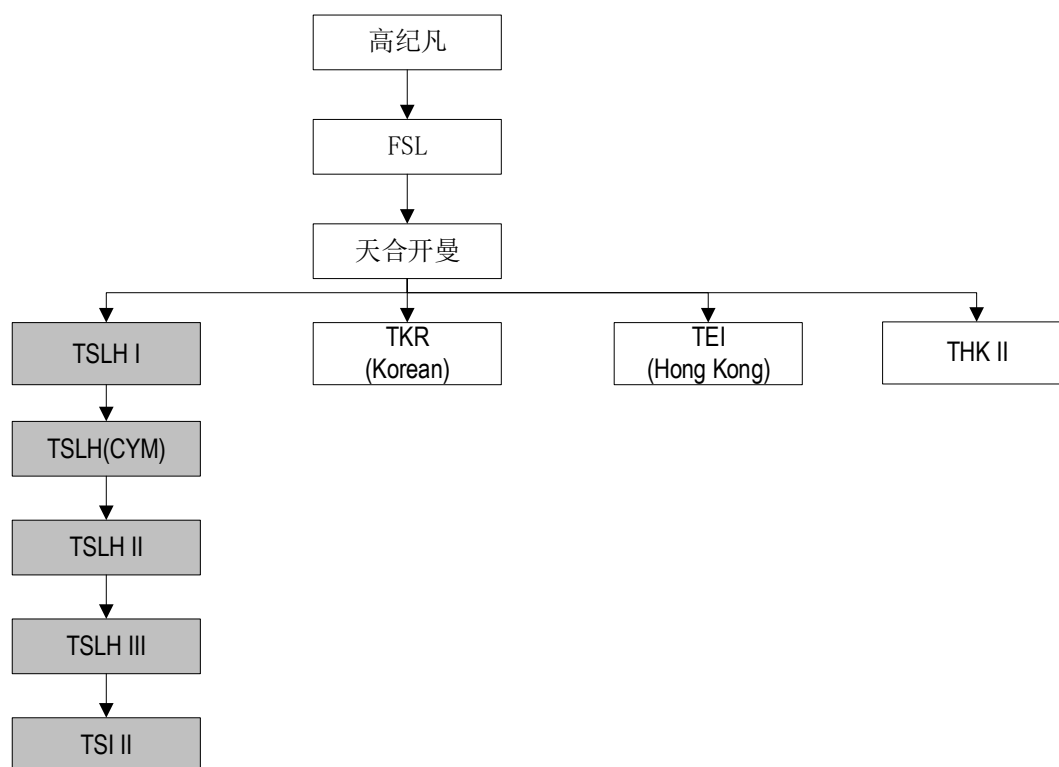 高纪凡
FSL
天合开曼
TSLH I
TKR
(Korean)
TEI
(Hong Kong)
THK II
TSLH(CYM)
TSLH II
TSLH III
TSI II